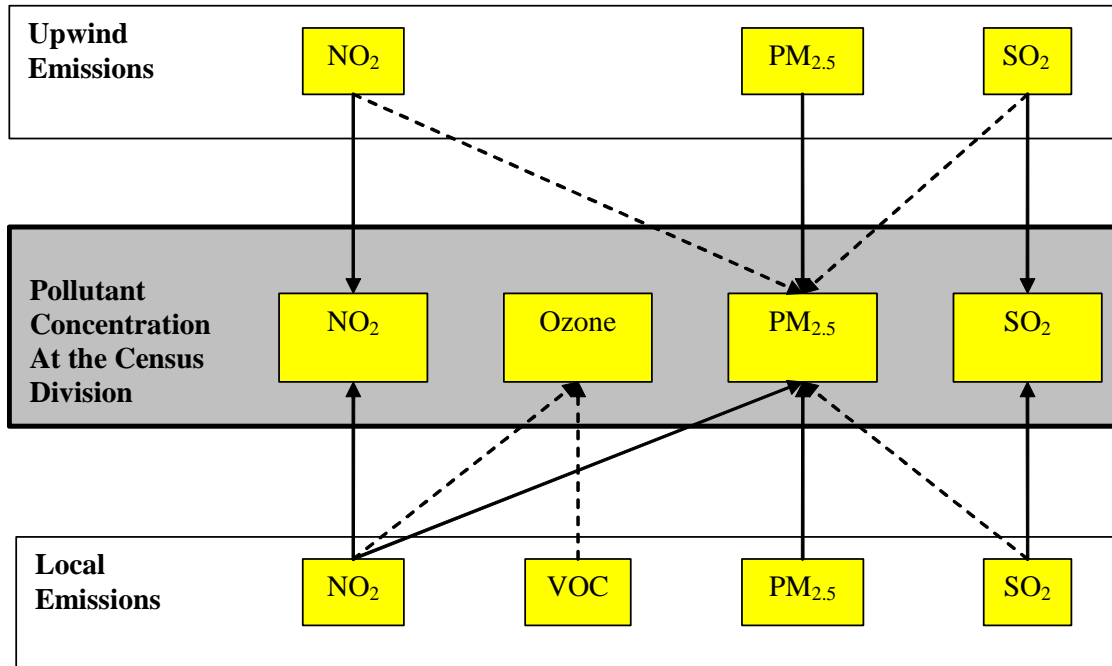 Upwind
Emissions
NO₂
PM₂.₅
SO₂
Pollutant
Concentration
At the Census
Division
NO₂
Ozone
PM₂.₅
SO₂
Local
Emissions
NO₂
VOC
PM₂.₅
SO₂